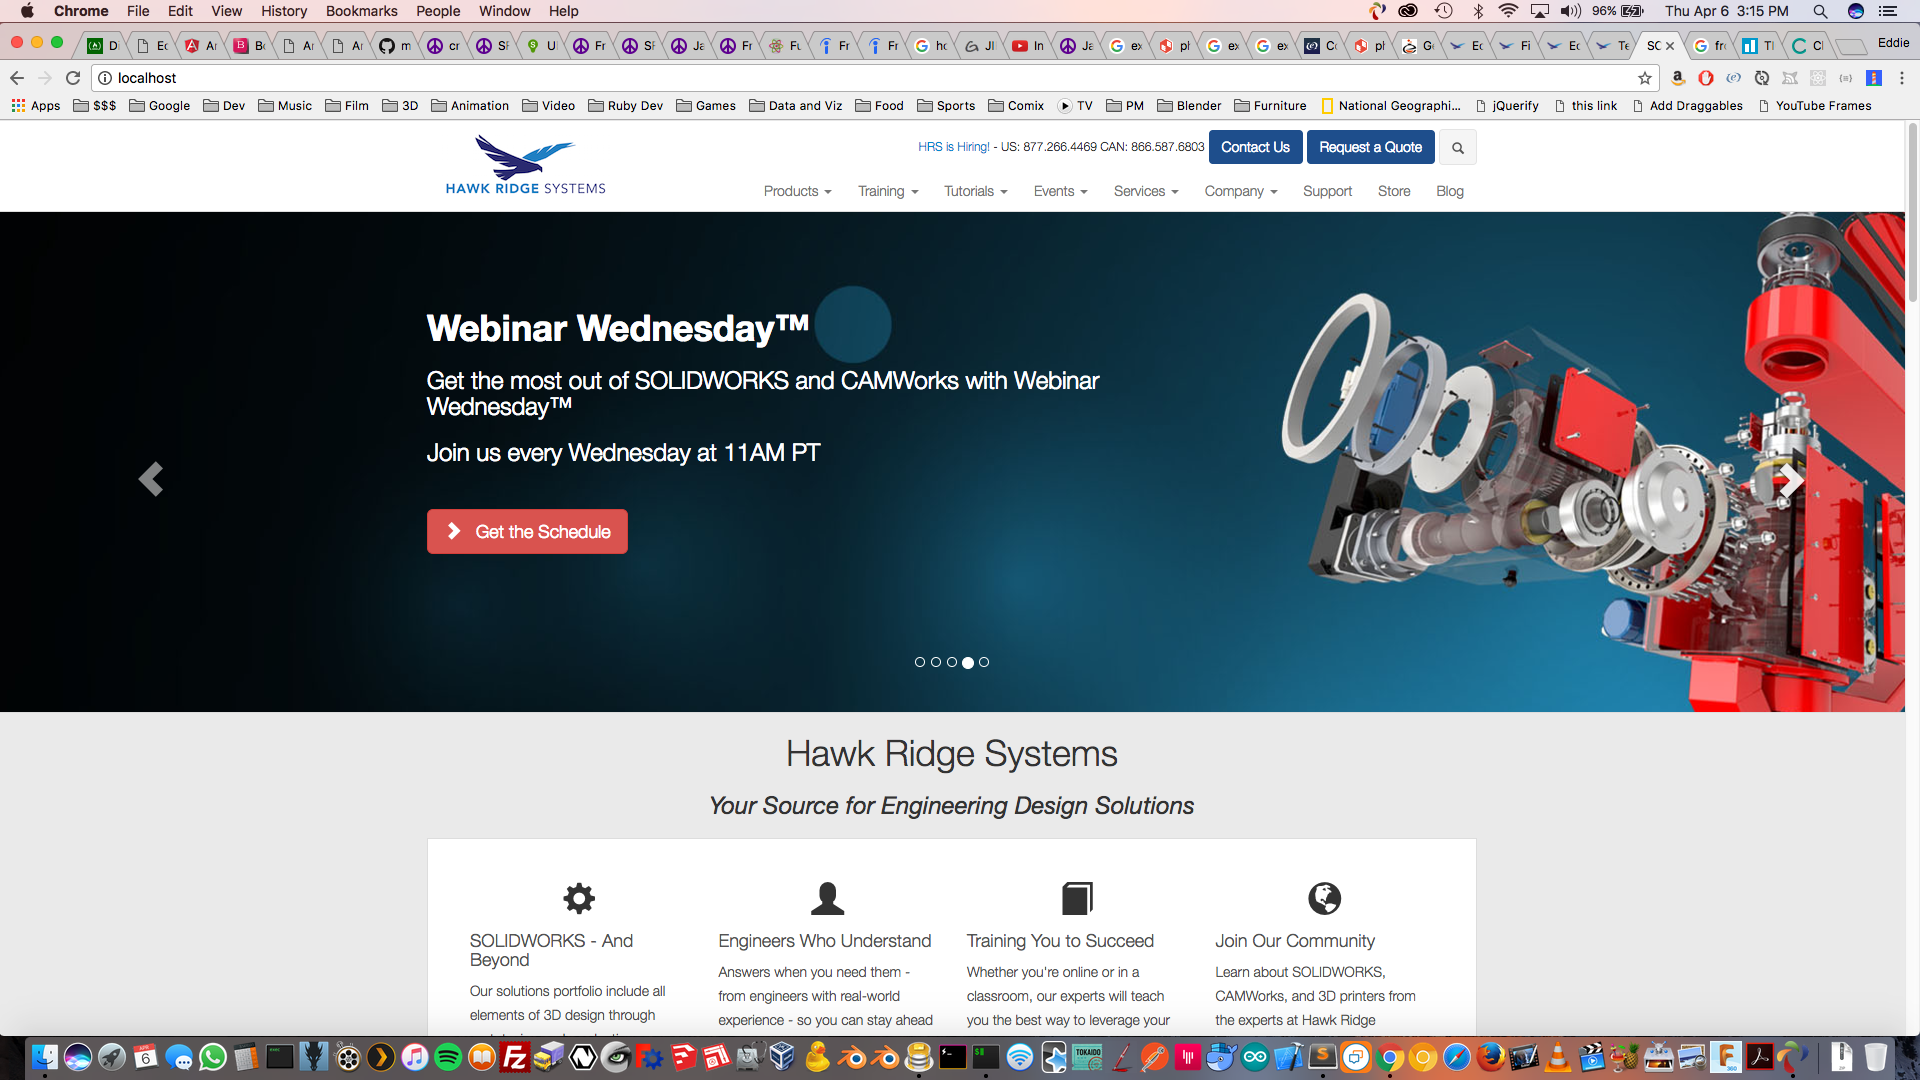 Chrome File Edit View History Bookmarks People Window Help
96% Thu Apr 6 3:15 PM
Eddie
localhost
Apps $$$ Google Dev Music Film 3D Animation Video Ruby Dev Games Data and Viz Food Sports Comix TV PM Blender Furniture National Geographi... jQuerify this link Add Draggables YouTube Frames
HAWK RIDGE SYSTEMS
HRS is Hiring! - US: 877.266.4469 CAN: 866.587.6803 Contact Us Request a Quote
Products Training Tutorials Events Services Company Support Store Blog
Webinar Wednesday™
Get the most out of SOLIDWORKS and CAMWorks with Webinar
Wednesday™
Join us every Wednesday at 11AM PT
Get the Schedule
Hawk Ridge Systems
Your Source for Engineering Design Solutions
SOLIDWORKS - And
Beyond
Our solutions portfolio include all
elements of 3D design through
Engineers Who Understand
Answers when you need them -
from engineers with real-world
experience - so you can stay ahead
Training You to Succeed
Whether you're online or in a
classroom, our experts will teach
you the best way to leverage your
Join Our Community
Learn about SOLIDWORKS,
CAMWorks, and 3D printers from
the experts at Hawk Ridge